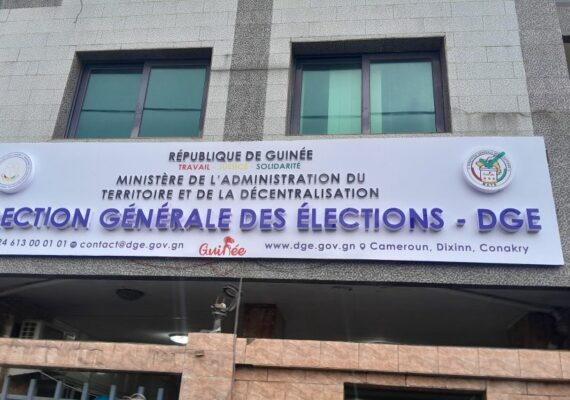 RÉPUBLIQUE DE GUINÉE
TRAVAIL JUSTICE SOLIDARITÉ
MINISTÈRE DE L'ADMINISTRATION DU
TERRITOIRE ET DE LA DÉCENTRALISATION
ECTION GÉNÉRALE DES ÉLECTIONS - DGE
24 613 00 01 01 contact@dge.gov.gn Guinée www.dge.gov.gn Cameroun, Dixinn, Conakry